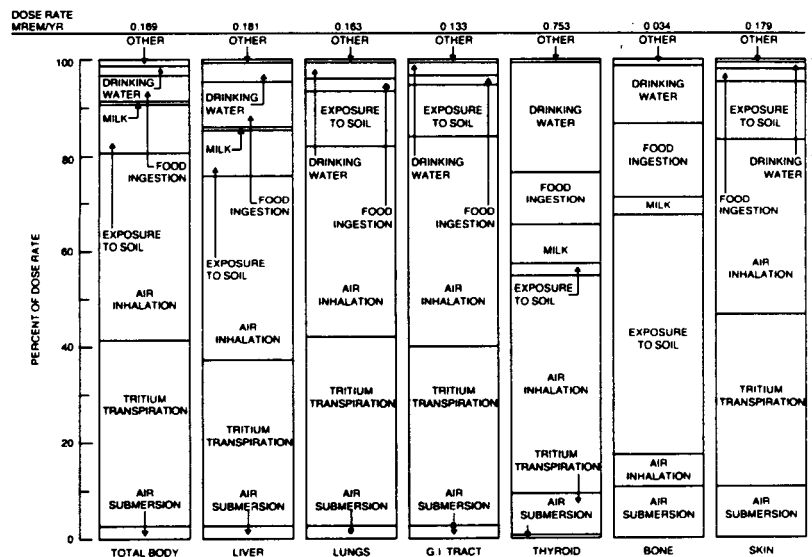 DOSE RATE
MREM/YR
0.189 0.181 0.163 0.133 0.753 0.034 0.179
OTHER OTHER OTHER OTHER OTHER OTHER OTHER
PERCENT OF DOSE RATE
100
80
60
40
20
0
DRINKING
WATER
MILK
FOOD
INGESTION
EXPOSURE
TO SOIL
AIR
INHALATION
TRITIUM
TRANSPIRATION
AIR
SUBMERSION
TOTAL BODY
DRINKING
WATER
MILK
FOOD
INGESTION
EXPOSURE
TO SOIL
AIR
INHALATION
TRITIUM
TRANSPIRATION
AIR
SUBMERSION
LIVER
EXPOSURE
TO SOIL
DRINKING
WATER
FOOD
INGESTION
AIR
INHALATION
TRITIUM
TRANSPIRATION
AIR
SUBMERSION
LUNGS
EXPOSURE
TO SOIL
DRINKING
WATER
FOOD
INGESTION
AIR
INHALATION
TRITIUM
TRANSPIRATION
AIR
SUBMERSION
G.I. TRACT
DRINKING
WATER
FOOD
INGESTION
MILK
EXPOSURE
TO SOIL
AIR
INHALATION
TRITIUM
TRANSPIRATION
AIR
SUBMERSION
THYROID
DRINKING
WATER
FOOD
INGESTION
MILK
EXPOSURE
TO SOIL
AIR
INHALATION
AIR
SUBMERSION
BONE
EXPOSURE
TO SOIL
DRINKING
WATER
FOOD
INGESTION
AIR
INHALATION
TRITIUM
TRANSPIRATION
AIR
SUBMERSION
SKIN